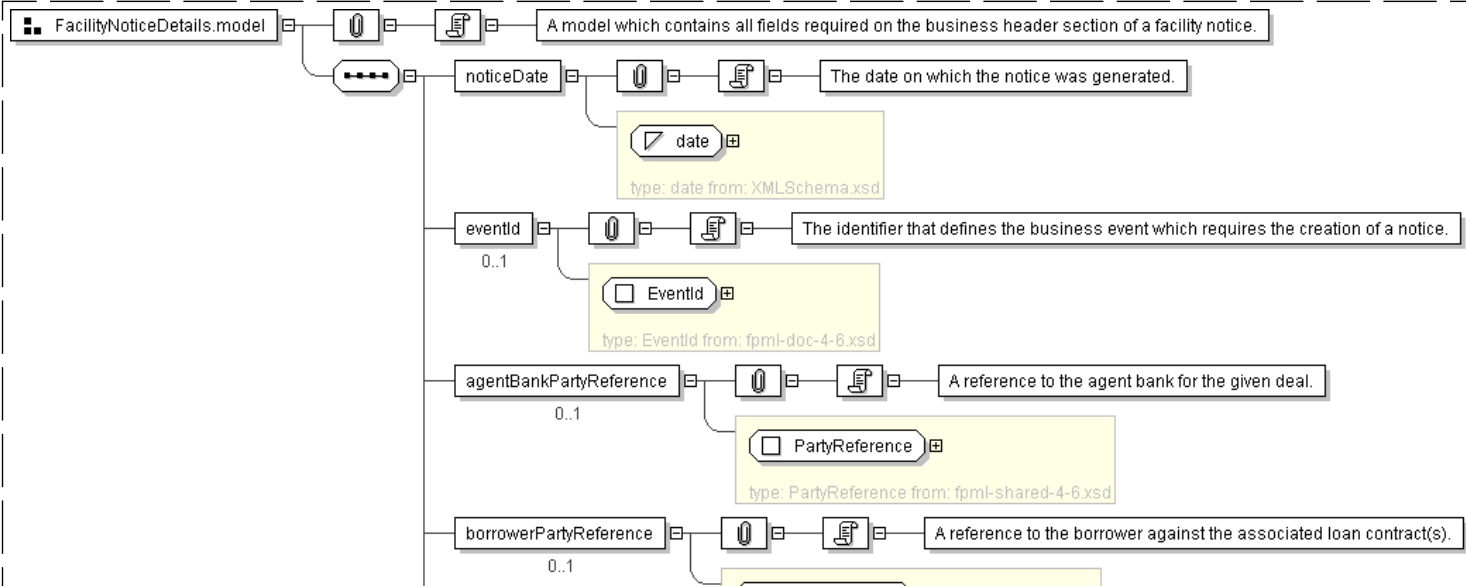 FacilityNoticeDetails.model
A model which contains all fields required on the business header section of a facility notice.
noticeDate
The date on which the notice was generated.
date
type: date from: XMLSchema.xsd
eventId
The identifier that defines the business event which requires the creation of a notice.
0..1
EventId
type: EventId from: fpml-doc-4-6.xsd
agentBankPartyReference
A reference to the agent bank for the given deal.
0..1
PartyReference
type: PartyReference from: fpml-shared-4-6.xsd
borrowerPartyReference
A reference to the borrower against the associated loan contract(s).
0..1